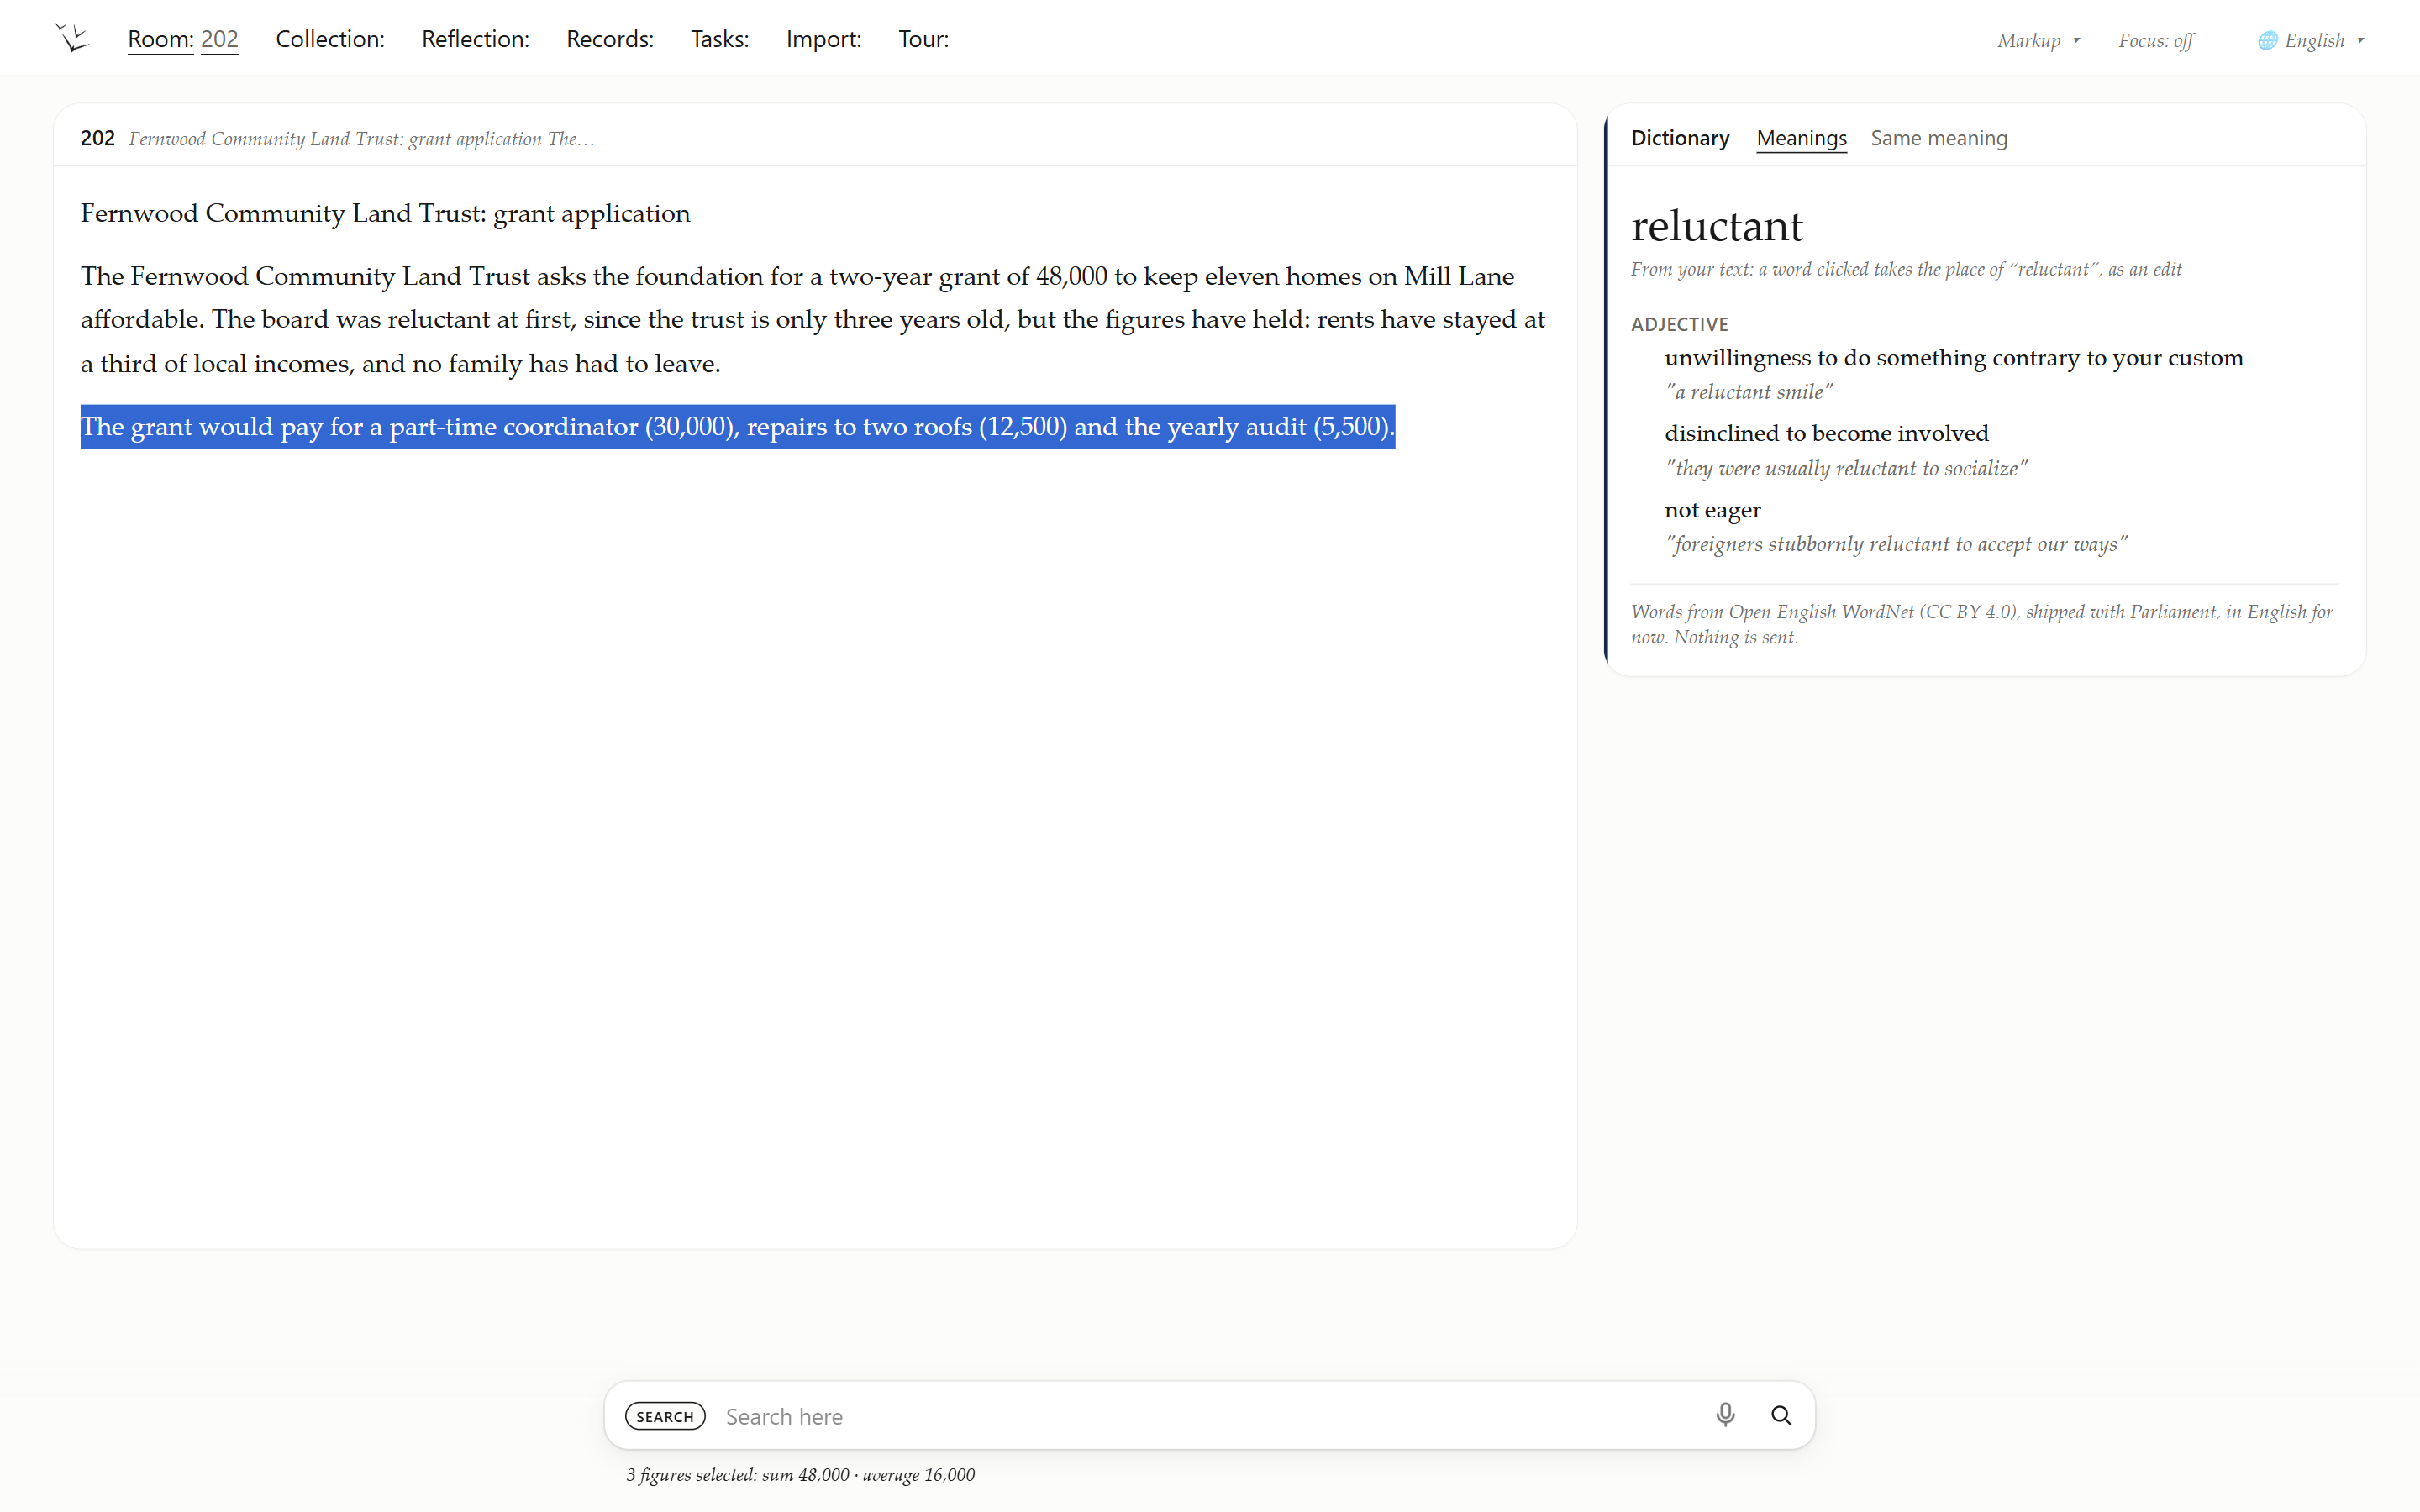 Room: 202 Collection: Reflection: Records: Tasks: Import: Tour: Markup ▾ Focus: off 🌐 English ▾
202 Fernwood Community Land Trust: grant application The…
Fernwood Community Land Trust: grant application
The Fernwood Community Land Trust asks the foundation for a two-year grant of 48,000 to keep eleven homes on Mill Lane
affordable. The board was reluctant at first, since the trust is only three years old, but the figures have held: rents have stayed at
a third of local incomes, and no family has had to leave.
The grant would pay for a part-time coordinator (30,000), repairs to two roofs (12,500) and the yearly audit (5,500).
Dictionary Meanings Same meaning
reluctant
From your text: a word clicked takes the place of “reluctant”, as an edit
ADJECTIVE
unwillingness to do something contrary to your custom
"a reluctant smile"
disinclined to become involved
"they were usually reluctant to socialize"
not eager
"foreigners stubbornly reluctant to accept our ways"
Words from Open English WordNet (CC BY 4.0), shipped with Parliament, in English for
now. Nothing is sent.
SEARCH Search here
3 figures selected: sum 48,000 · average 16,000